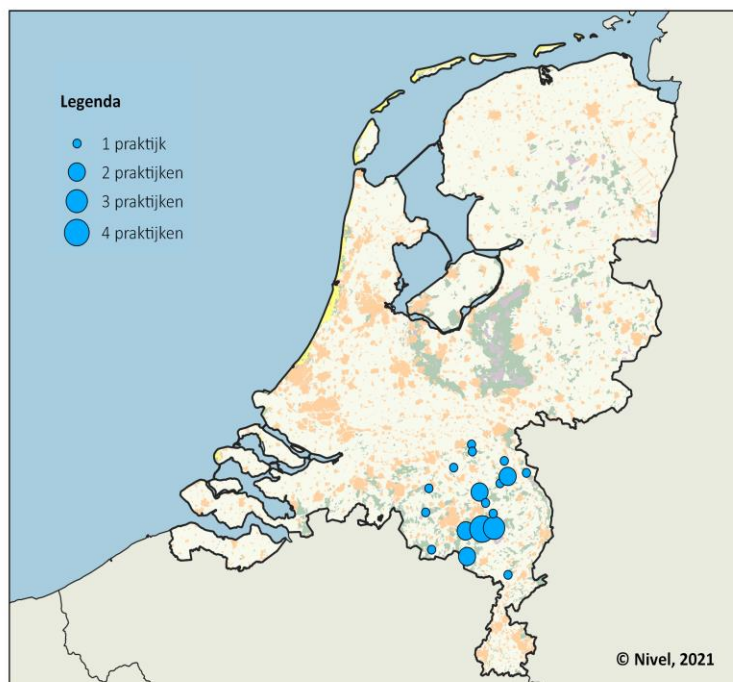 Legenda
1 praktijk
2 praktijken
3 praktijken
4 praktijken
© Nivel, 2021